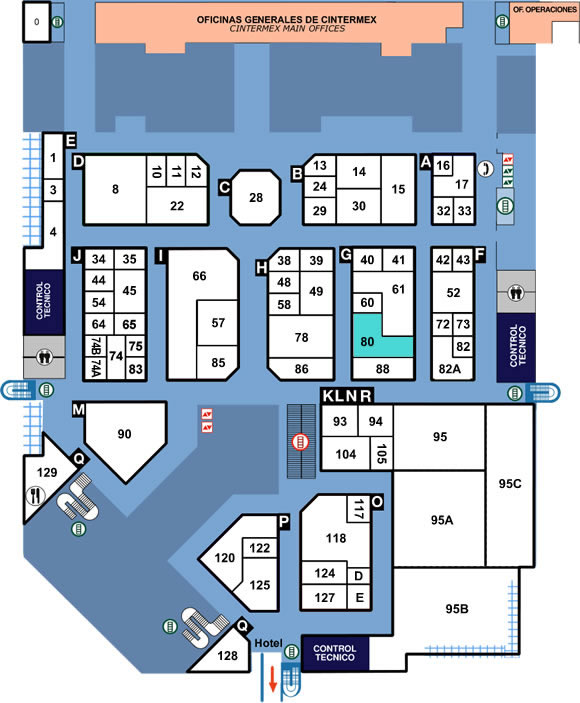 0
OFICINAS GENERALES DE CINTERMEX
CINTERMEX MAIN OFFICES
OF. OPERACIONES
E
1
3
4
D
8
10
11
12
22
C
28
B
13
14
15
24
29
30
A
16
17
32
33
J
34
35
44
45
54
64
65
74B
74A
74
75
83
I
66
57
85
H
38
39
48
49
58
78
86
G
40
41
60
61
80
88
F
42
43
52
72
73
82
82A
CONTROL
TECNICO
CONTROL
TECNICO
M
90
K L N R
93
94
95
104
105
95C
95A
95B
Q
129
P
120
122
125
O
117
118
124
D
127
E
Q
128
Hotel
CONTROL
TECNICO